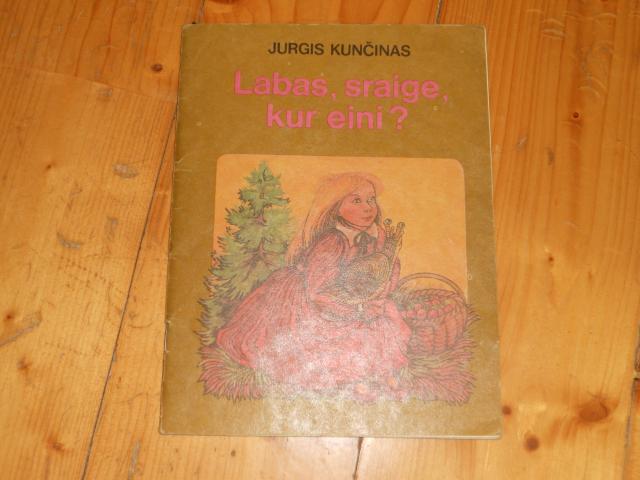 JURGIS KUNČINAS
Labas, sraige,
kur eini?